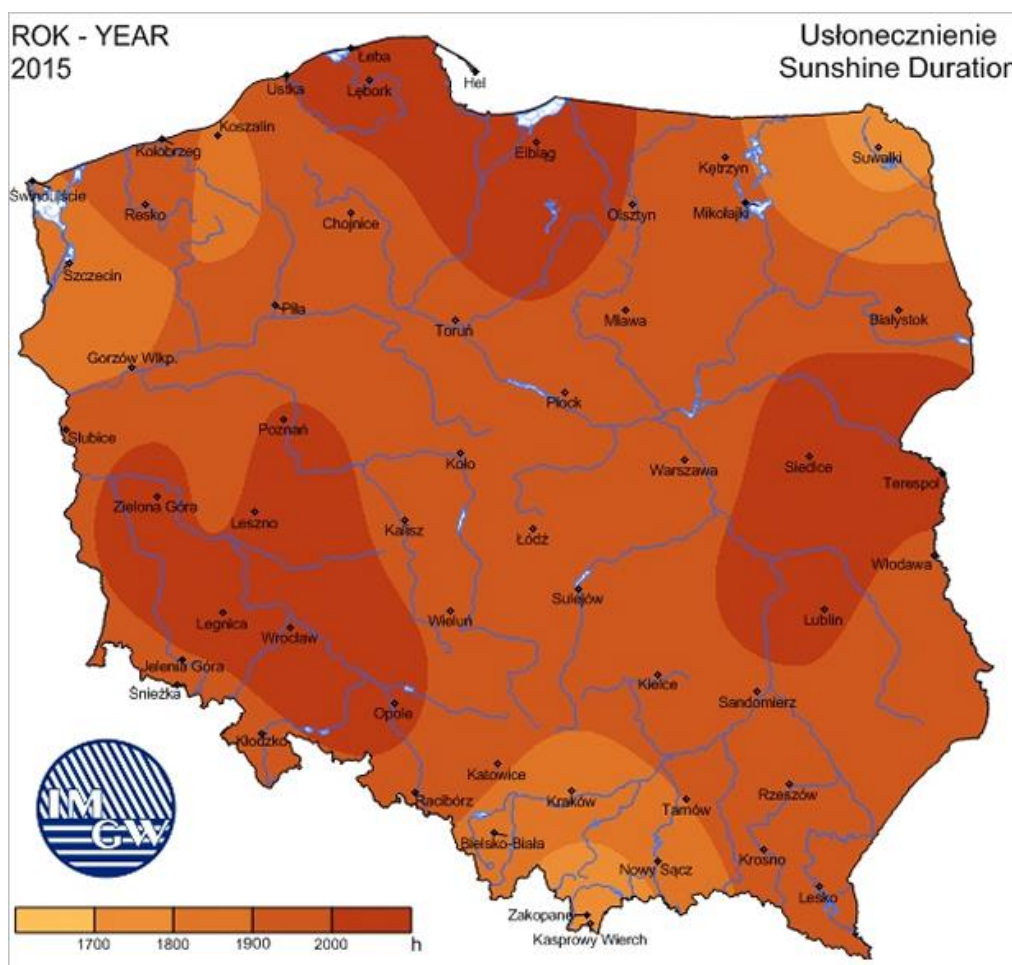 ROK - YEAR
2015
Usłonecznienie
Sunshine Duration
Łeba
Hel
Ustka
Lębork
Koszalin
Kołobrzeg
Elbląg
Suwałki
Kętrzyn
Świnoujście
Resko
Chojnice
Olsztyn
Mikołajki
Szczecin
Piła
Toruń
Mława
Białystok
Gorzów Wlkp.
Płock
Słubice
Poznań
Koło
Warszawa
Siedlce
Terespol
Zielona Góra
Leszno
Kalisz
Łódź
Włodawa
Sulejów
Legnica
Wrocław
Wieluń
Lublin
Jelenia Góra
Śnieżka
Kielce
Sandomierz
Opole
Kłodzko
Katowice
Racibórz
Kraków
Tarnów
Rzeszów
Bielsko-Biała
Nowy Sącz
Krosno
Lesko
Zakopane
Kasprowy Wierch
IM
GW
1700 1800 1900 2000 h